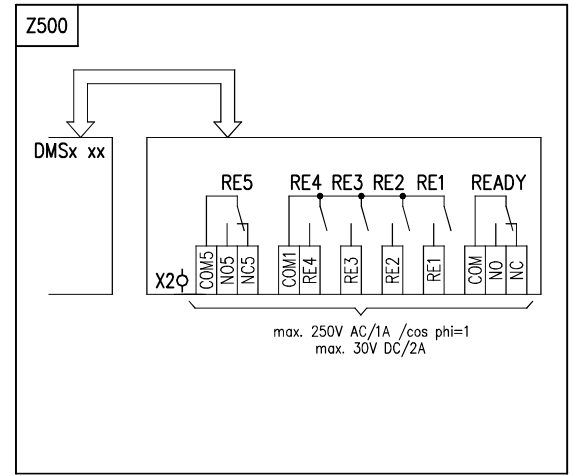 Z500
DMSx xx
RE5 RE4 RE3 RE2 RE1 READY
X2
COM5 NO5 NC5 COM1 RE4 RE3 RE2 RE1 COM NO NC
max. 250V AC/1A /cos phi=1
max. 30V DC/2A